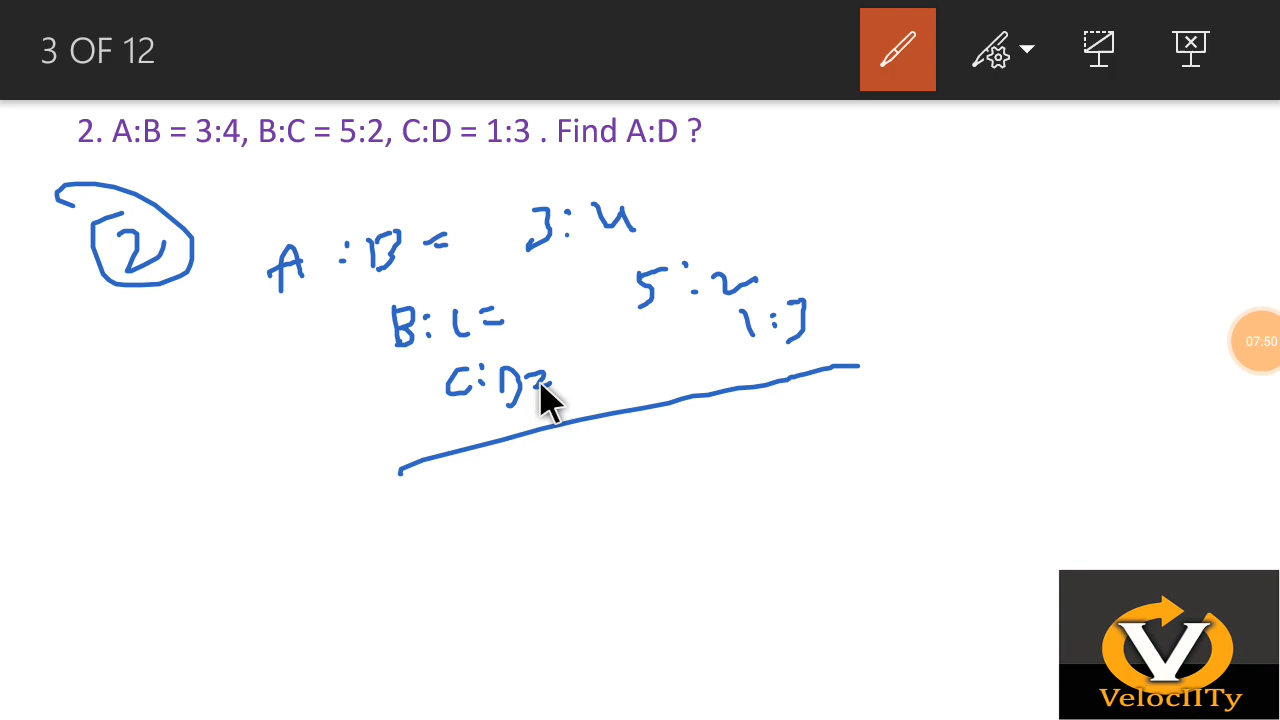 3 OF 12
2. A:B = 3:4, B:C = 5:2, C:D = 1:3 . Find A:D ?
2 A : B = 3 : 4
B : C = 5 : 2
C : D = 1 : 3
07:50
V
VelocIITy